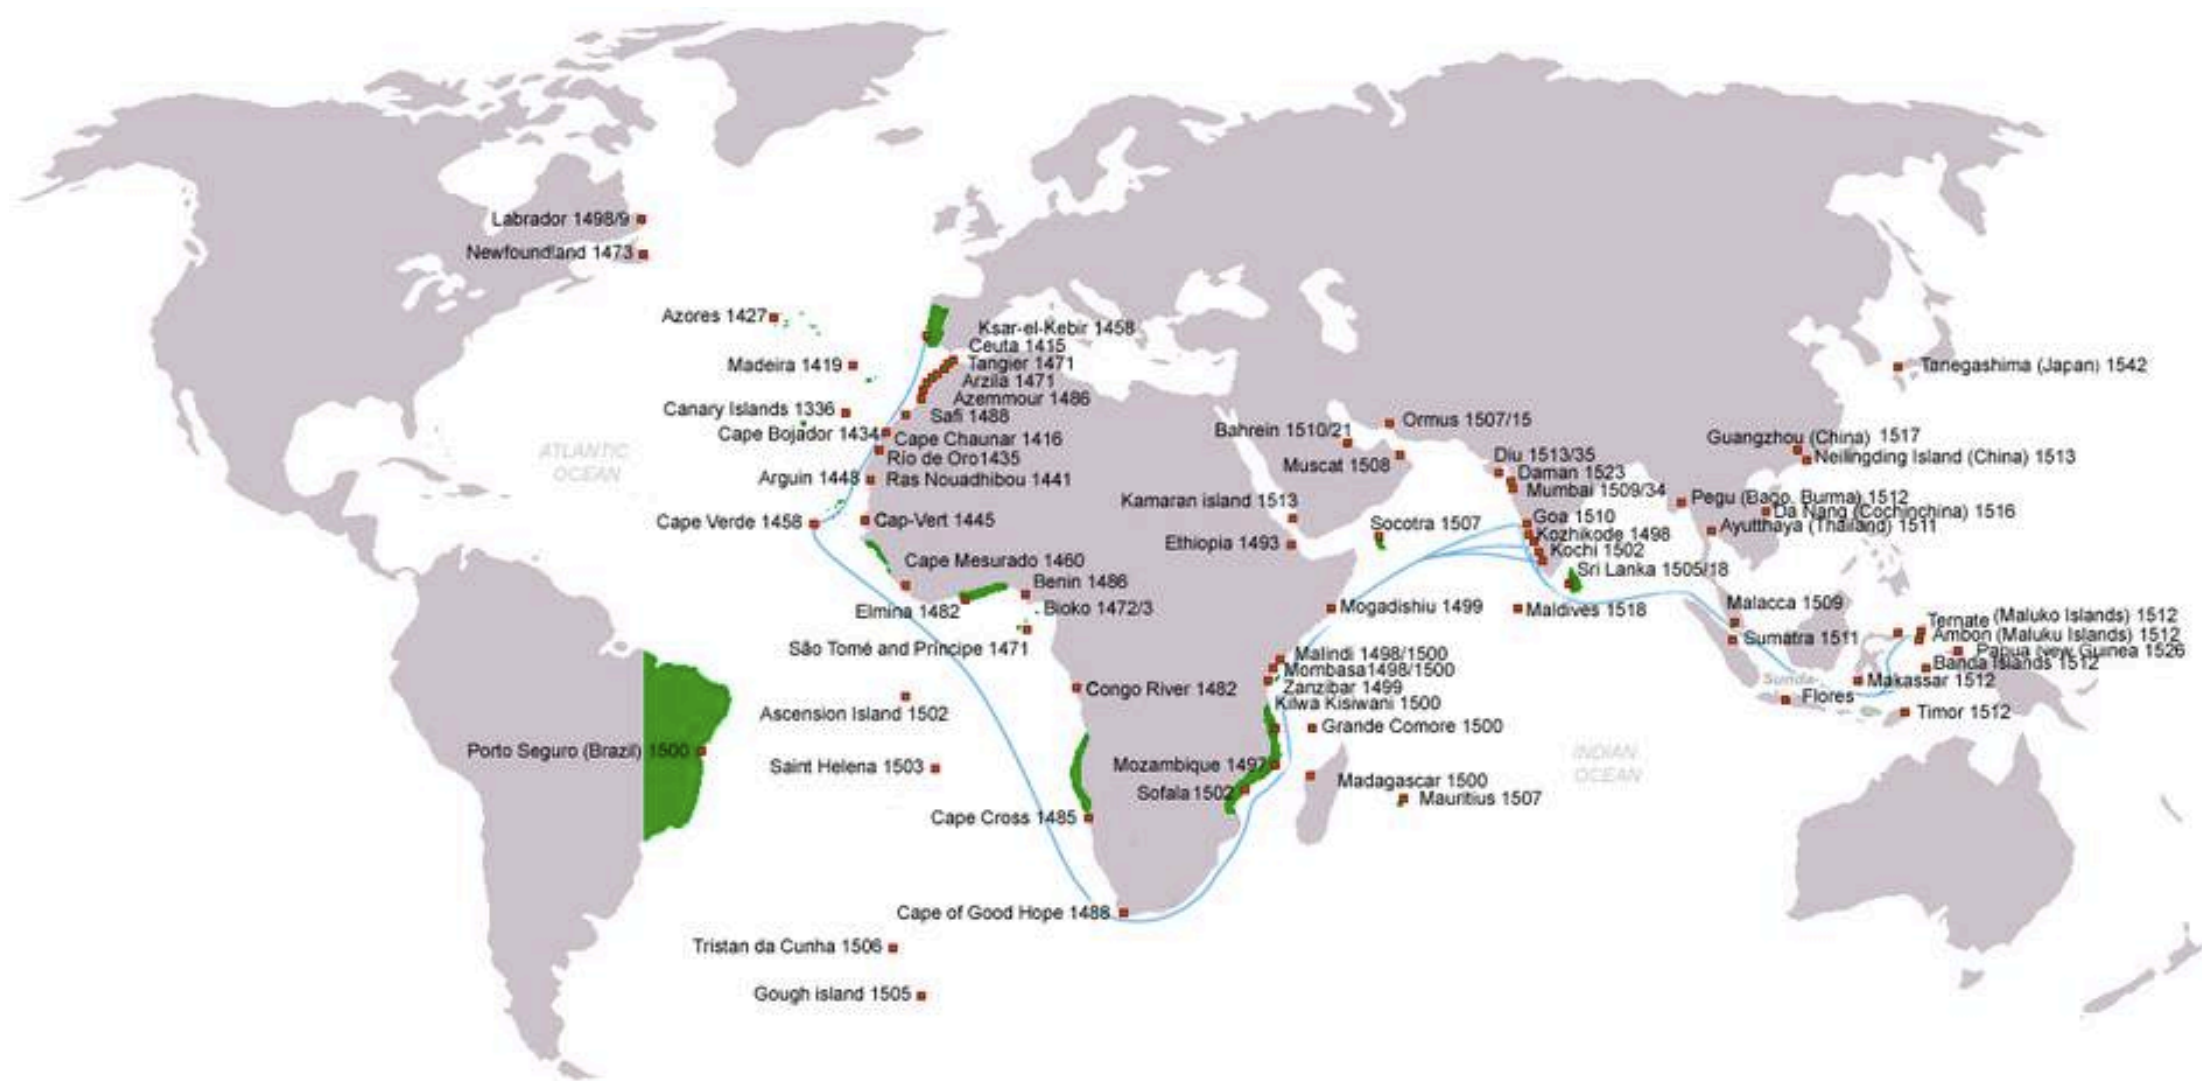 Labrador 1498/9
Newfoundland 1473
Azores 1427
Ksar-el-Kebir 1458
Ceuta 1415
Madeira 1419
Tangier 1471
Arzila 1471
Azemmour 1486
Canary Islands 1336
Safi 1488
Cape Bojador 1434
Cape Chaunar 1416
Rio de Oro1435
Arguin 1448
Ras Nouadhibou 1441
Cape Verde 1458
Cap-Vert 1445
ATLANTIC
OCEAN
Cape Mesurado 1460
Benin 1486
Elmina 1482
Bioko 1472/3
São Tomé and Principe 1471
Congo River 1482
Ascension Island 1502
Porto Seguro (Brazil) 1500
Saint Helena 1503
Cape Cross 1485
Cape of Good Hope 1488
Tristan da Cunha 1506
Gough island 1505
Ormus 1507/15
Bahrein 1510/21
Muscat 1508
Kamaran island 1513
Ethiopia 1493
Socotra 1507
Mogadishiu 1499
Malindi 1498/1500
Mombasa1498/1500
Zanzibar 1499
Kilwa Kisiwani 1500
Grande Comore 1500
Mozambique 1497
Sofala 1502
Madagascar 1500
Mauritius 1507
Diu 1513/35
Daman 1523
Mumbai 1509/34
Goa 1510
Kozhikode 1498
Kochi 1502
Sri Lanka 1505/18
Maldives 1518
INDIAN
OCEAN
Tanegashima (Japan) 1542
Guangzhou (China) 1517
Neilingding Island (China) 1513
Pegu (Bago, Burma) 1512
Da Nang (Cochinchina) 1516
Ayutthaya (Thailand) 1511
Malacca 1509
Sumatra 1511
Ternate (Maluko Islands) 1512
Ambon (Maluku Islands) 1512
Papua New Guinea 1526
Banda Islands 1512
Makassar 1512
Sunda
Flores
Timor 1512